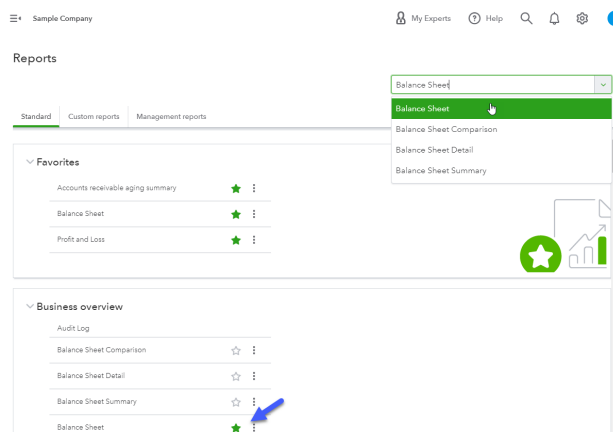 Sample Company
My Experts
Help
Reports
Balance Sheet
Balance Sheet
Balance Sheet Comparison
Balance Sheet Detail
Balance Sheet Summary
Standard
Custom reports
Management reports
Favorites
Accounts receivable aging summary
Balance Sheet
Profit and Loss
Business overview
Audit Log
Balance Sheet Comparison
Balance Sheet Detail
Balance Sheet Summary
Balance Sheet